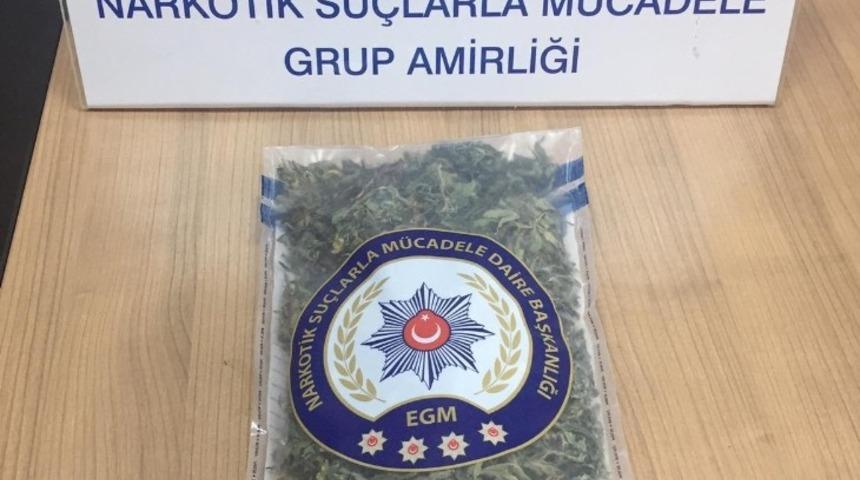 NARKOTİK SUÇLARLA MÜCADELE
GRUP AMİRLİĞİ
NARKOTİK SUÇLARLA MÜCADELE DAİRE BAŞKANLIĞI
EGM